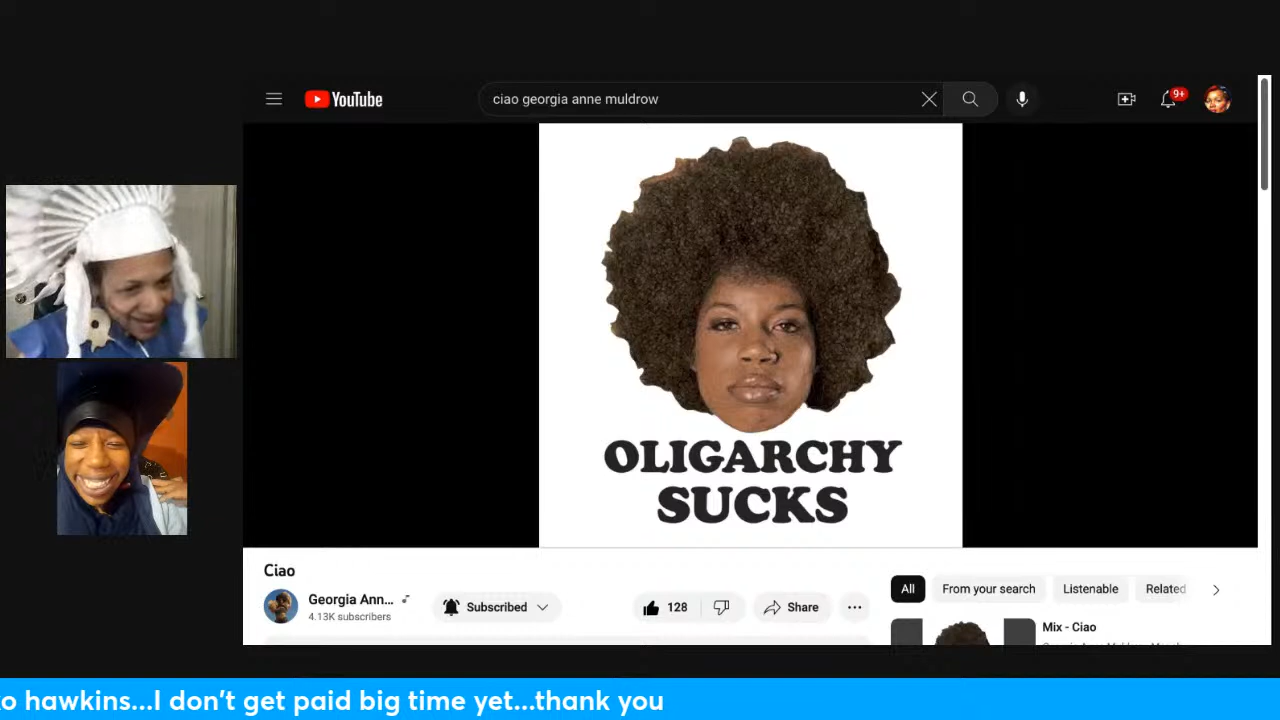 YouTube
ciao georgia anne muldrow
9+
OLIGARCHY
SUCKS
Ciao
Georgia Ann...
4.13K subscribers
Subscribed
128
Share
All
From your search
Listenable
Related
Mix - Ciao
o hawkins...I don't get paid big time yet...thank you